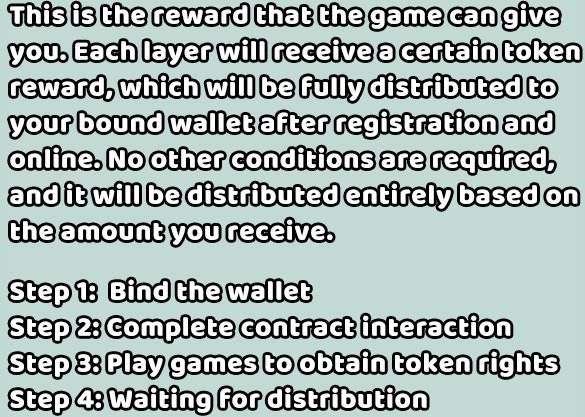 This is the reward that the game can give
you. Each layer will receive a certain token
reward, which will be fully distributed to
your bound wallet after registration and
online. No other conditions are required,
and it will be distributed entirely based on
the amount you receive.
Step 1: Bind the wallet
Step 2: Complete contract interaction
Step 3: Play games to obtain token rights
Step 4: Waiting for distribution